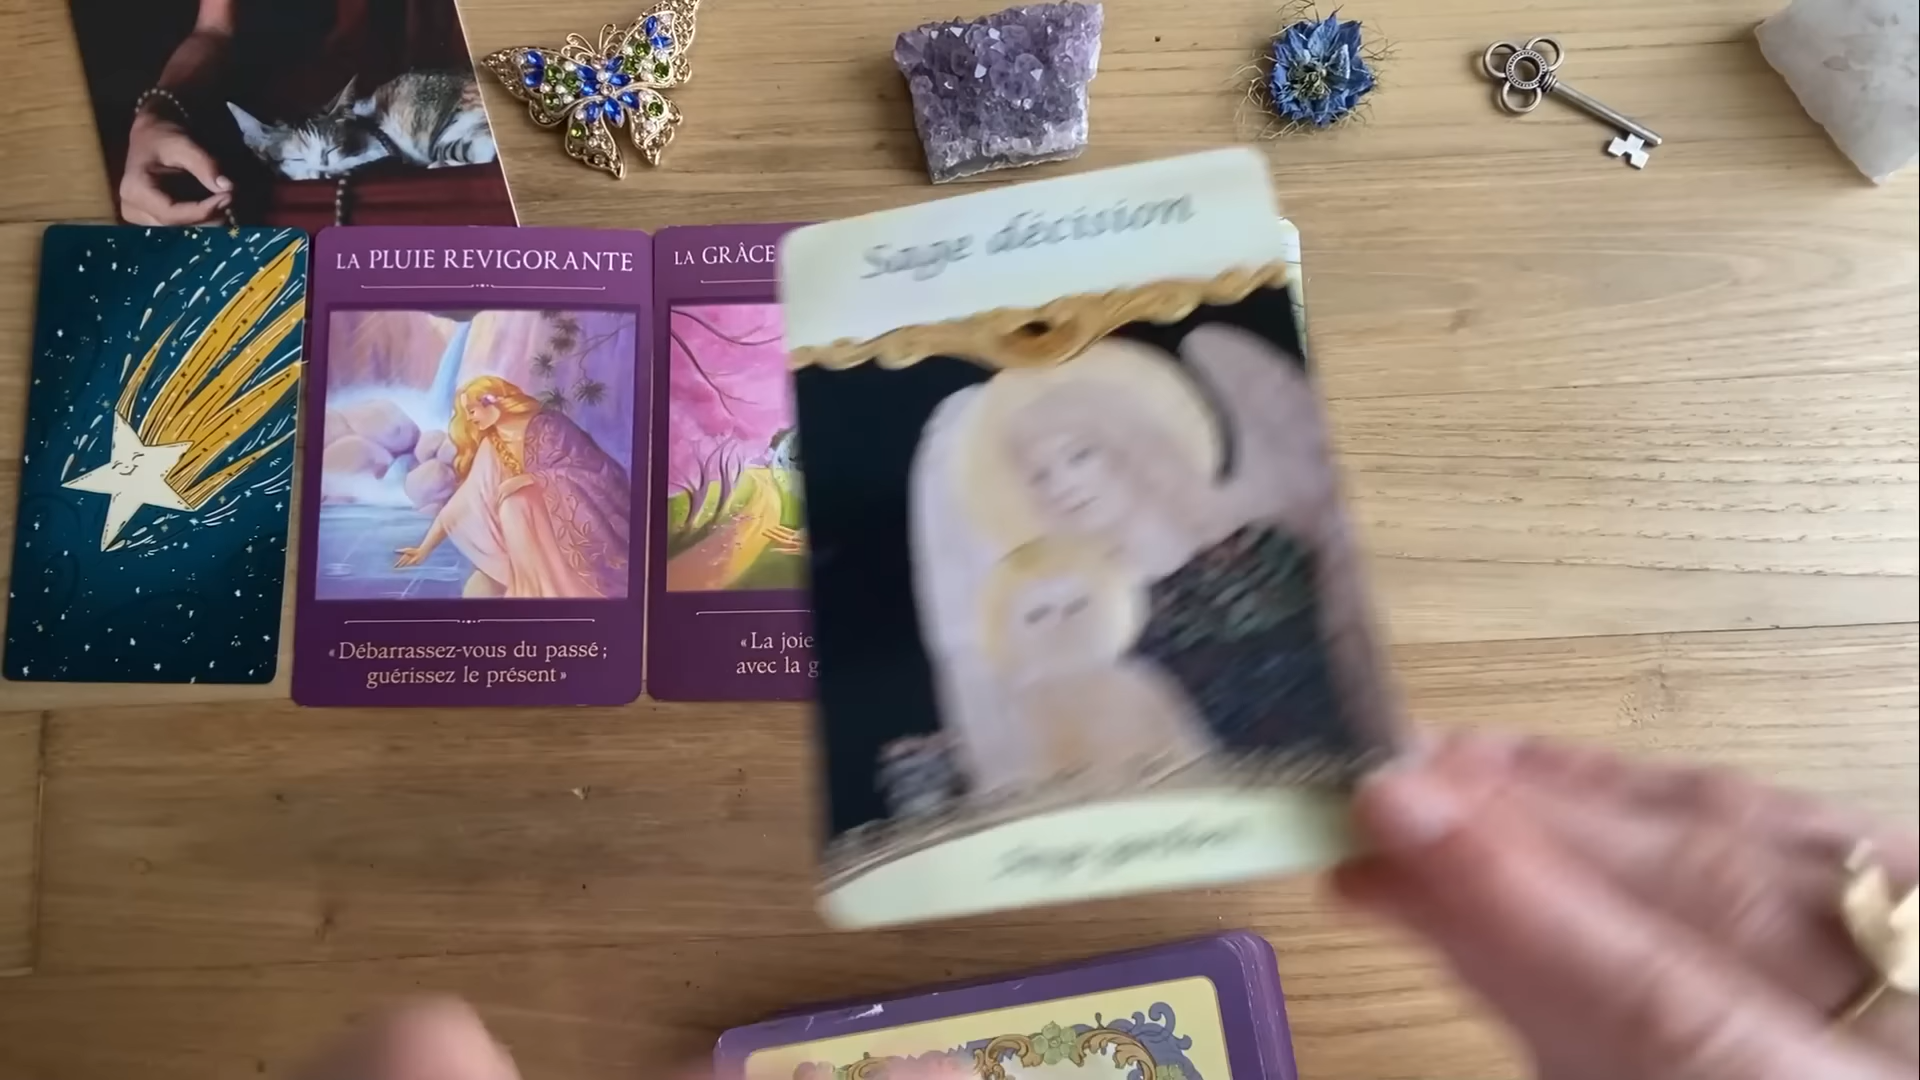 Sage décision
LA PLUIE REVIGORANTE
LA GRÂCE
«Débarrassez-vous du passé;
guérissez le présent»
«La joie
avec la